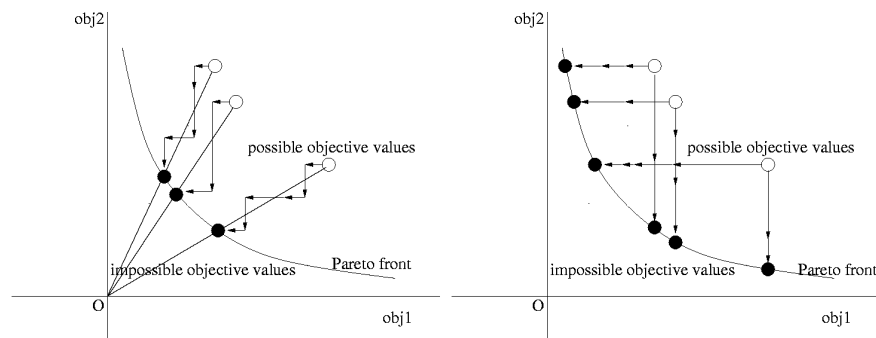 obj2
possible objective values
impossible objective values
Pareto front
O
obj1
obj2
possible objective values
impossible objective values
Pareto front
O
obj1